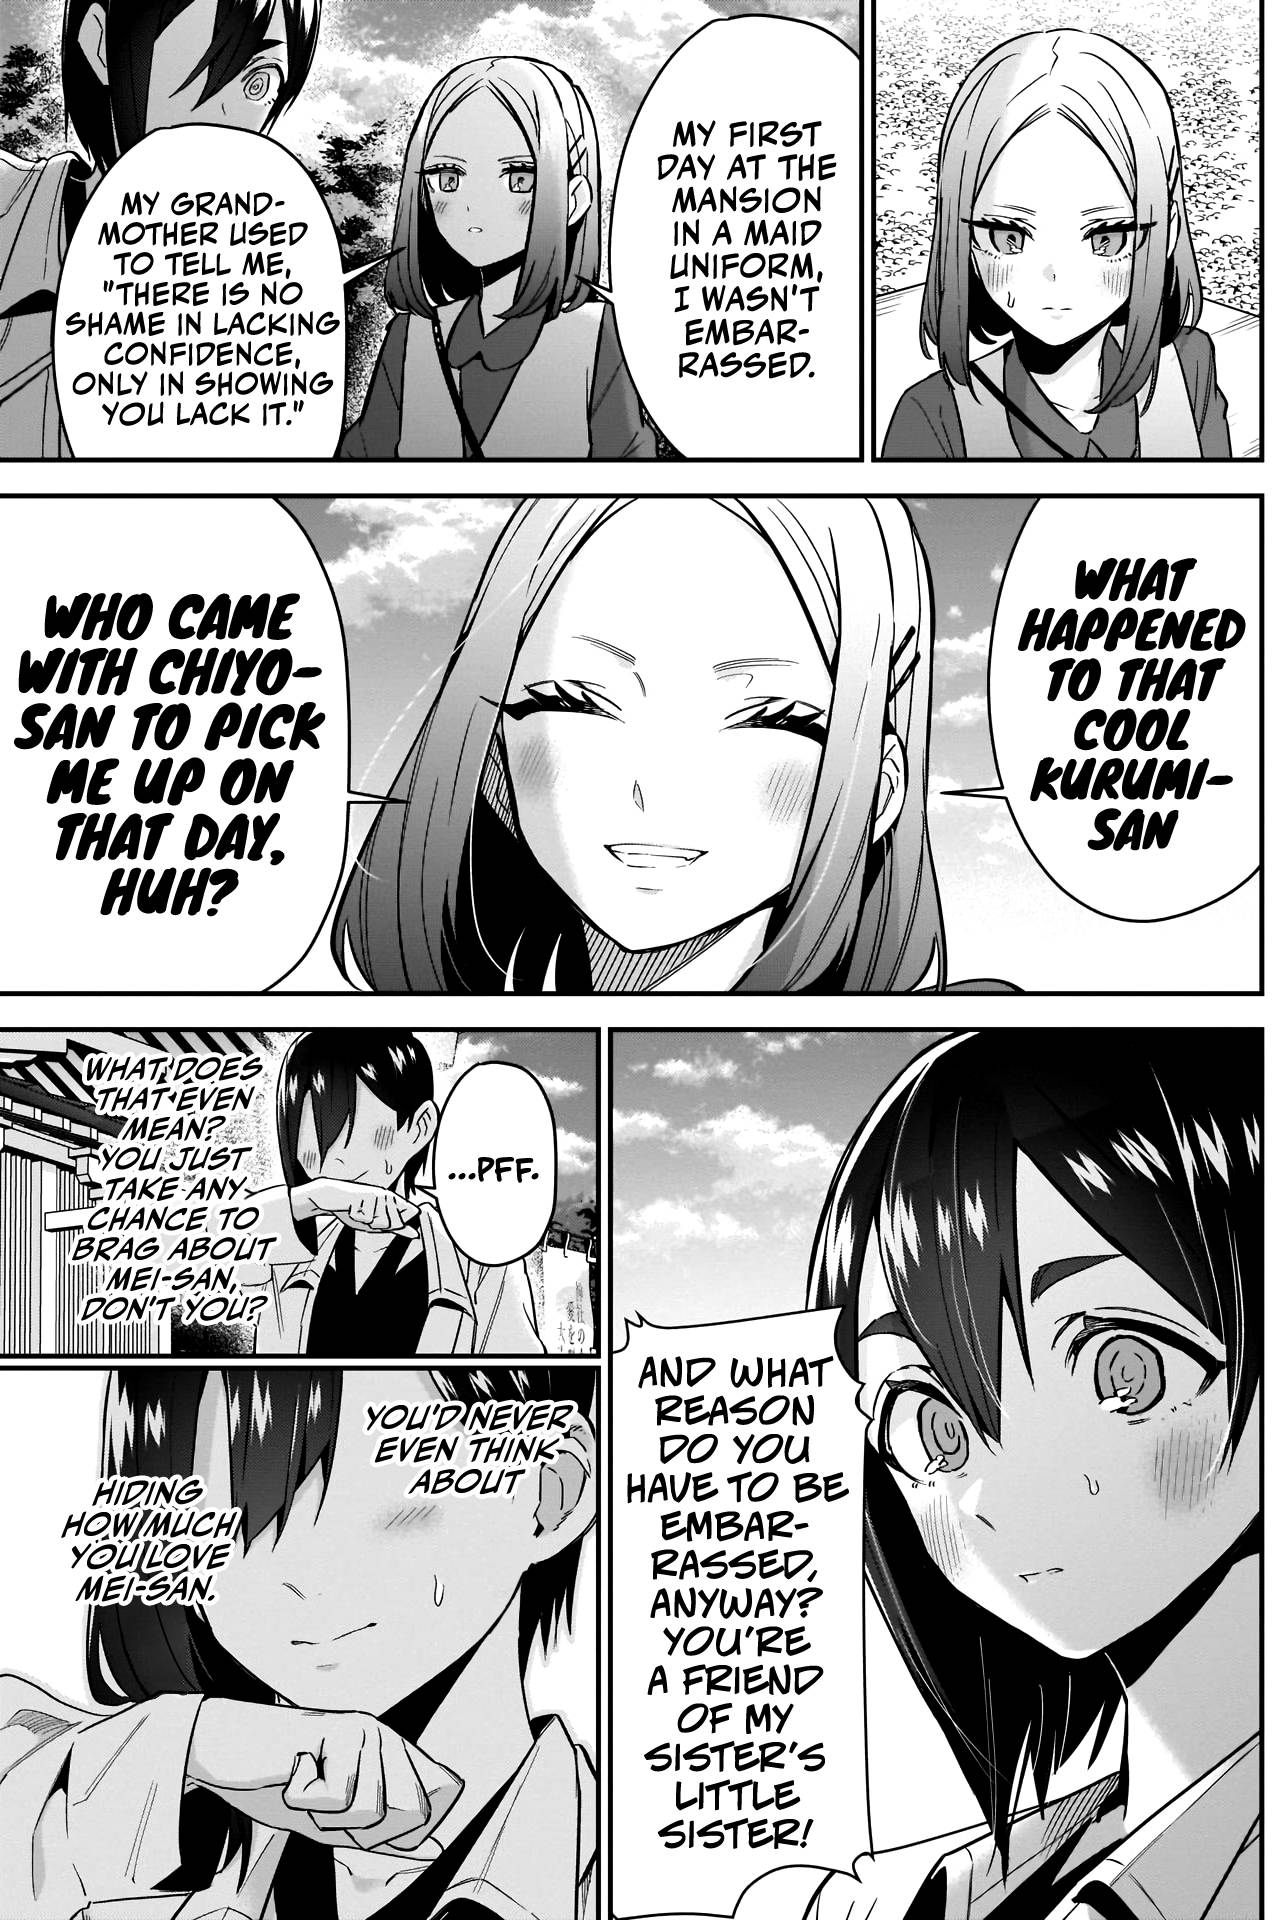 MY FIRST
DAY AT THE
MANSION
IN A MAID
UNIFORM,
I WASN'T
EMBAR-
RASSED.
MY GRAND-
MOTHER USED
TO TELL ME,
"THERE IS NO
SHAME IN LACKING
CONFIDENCE,
ONLY IN SHOWING
YOU LACK IT."
WHAT
HAPPENED
TO THAT
COOL
KURUMI-
SAN
WHO CAME
WITH CHIYO-
SAN TO PICK
ME UP ON
THAT DAY,
HUH?
AND WHAT
REASON
DO YOU
HAVE TO BE
EMBAR-
RASSED,
ANYWAY?
YOU'RE
A FRIEND
OF MY
SISTER'S
LITTLE
SISTER!
...PFF.
WHAT DOES
THAT EVEN
MEAN?
YOU JUST
TAKE ANY
CHANCE TO
BRAG ABOUT
MEI-SAN,
DON'T YOU?
YOU'D NEVER
EVEN THINK
ABOUT
HIDING
HOW MUCH
YOU LOVE
MEI-SAN.